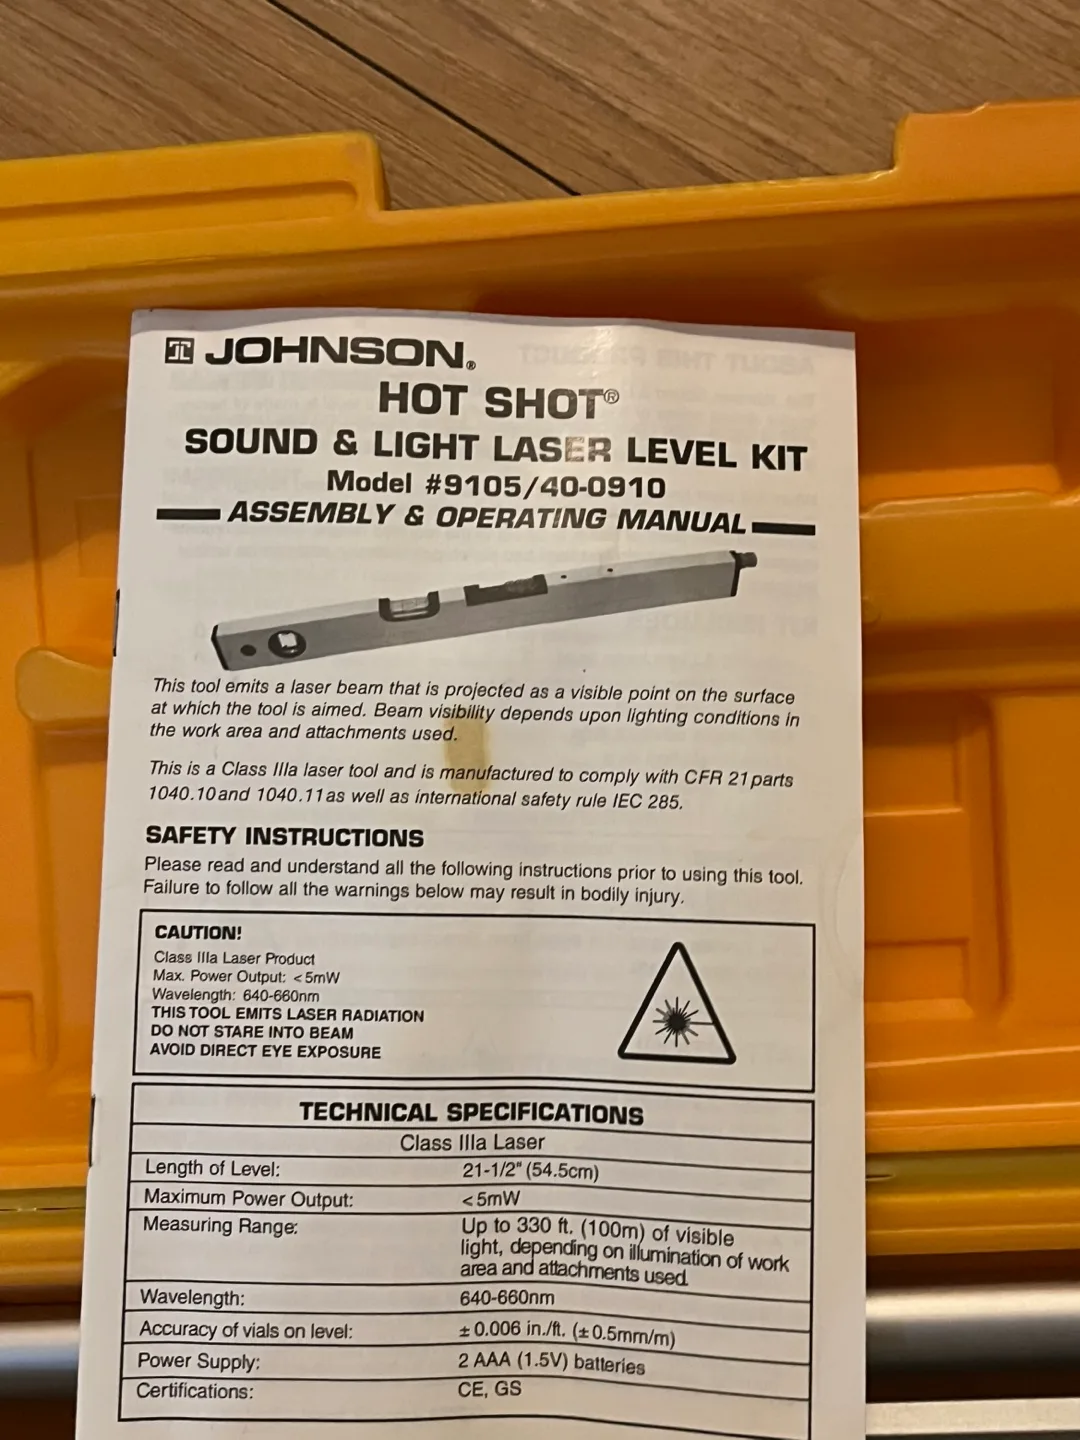 JOHNSON®
HOT SHOT®
SOUND & LIGHT LASER LEVEL KIT
Model #9105/40-0910
ASSEMBLY & OPERATING MANUAL
This tool emits a laser beam that is projected as a visible point on the surface
at which the tool is aimed. Beam visibility depends upon lighting conditions in
the work area and attachments used.
This is a Class IIIa laser tool and is manufactured to comply with CFR 21 parts
1040.10 and 1040.11 as well as international safety rule IEC 285.
SAFETY INSTRUCTIONS
Please read and understand all the following instructions prior to using this tool.
Failure to follow all the warnings below may result in bodily injury.
CAUTION!
Class IIIa Laser Product
Max. Power Output: <5mW
Wavelength: 640-660nm
THIS TOOL EMITS LASER RADIATION
DO NOT STARE INTO BEAM
AVOID DIRECT EYE EXPOSURE
TECHNICAL SPECIFICATIONS
Class IIIa Laser
Length of Level: 21-1/2" (54.5cm)
Maximum Power Output: <5mW
Measuring Range: Up to 330 ft. (100m) of visible
light, depending on illumination of work
area and attachments used.
Wavelength: 640-660nm
Accuracy of vials on level: ±0.006 in./ft. (±0.5mm/m)
Power Supply: 2 AAA (1.5V) batteries
Certifications: CE, GS